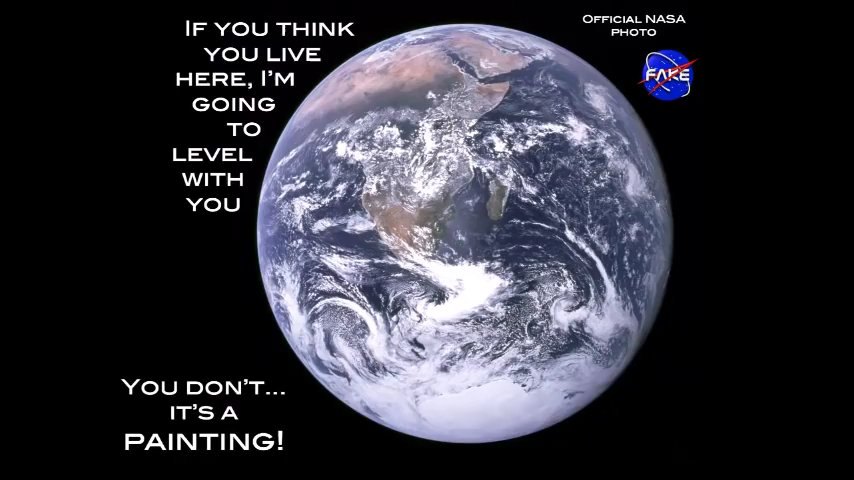 If you think
you live
here, I'm
going
to
level
with
you
Official NASA
photo
FAKE
You don't...
it's a
painting!